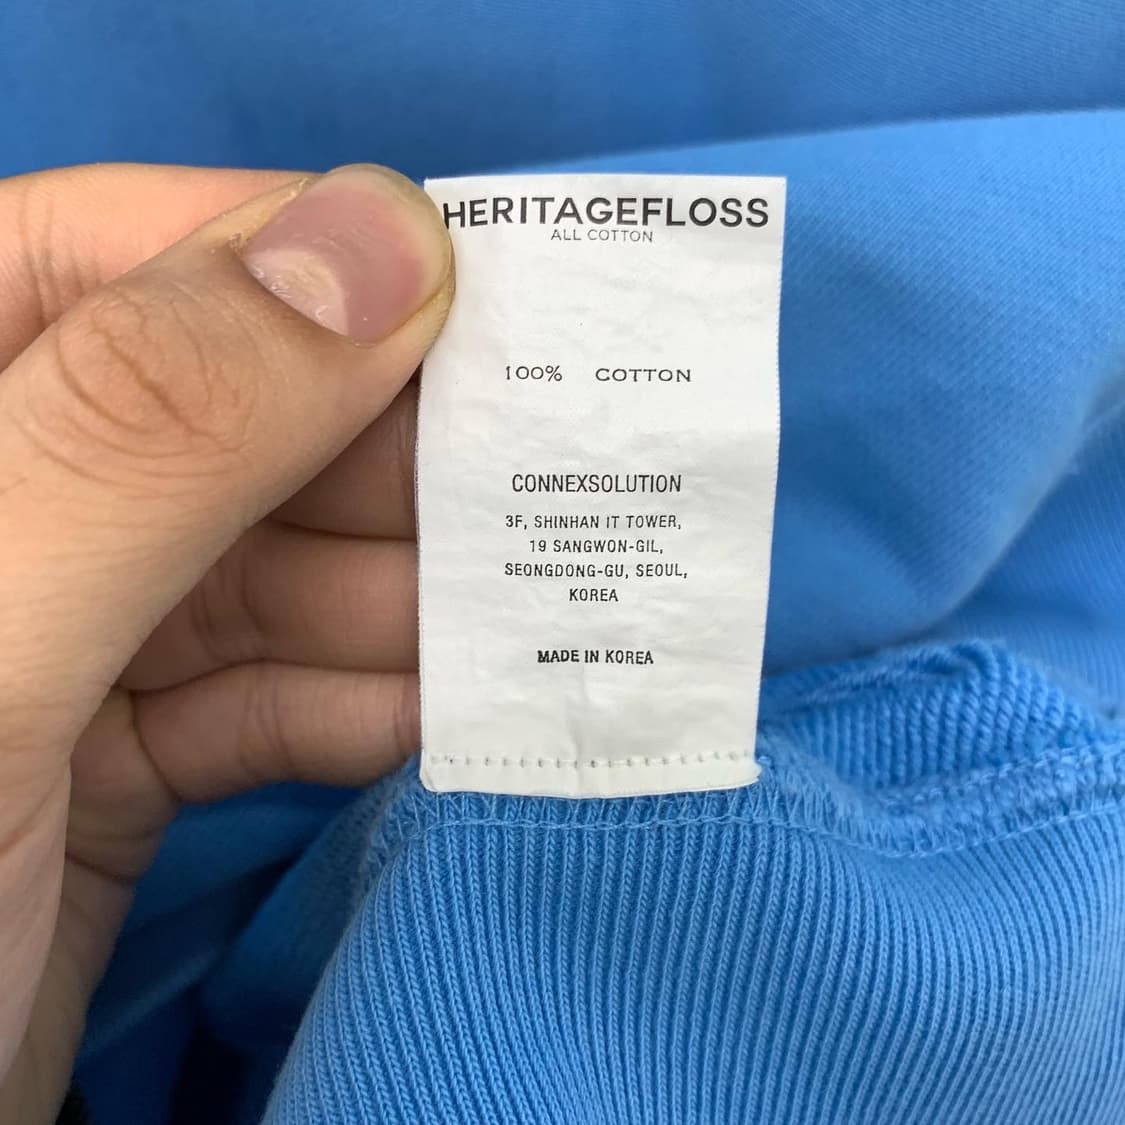 HERITAGEFLOSS
ALL COTTON
100% COTTON
CONNEXSOLUTION
3F, SHINHAN IT TOWER,
19 SANGWON-GIL,
SEONGDONG-GU, SEOUL,
KOREA
MADE IN KOREA